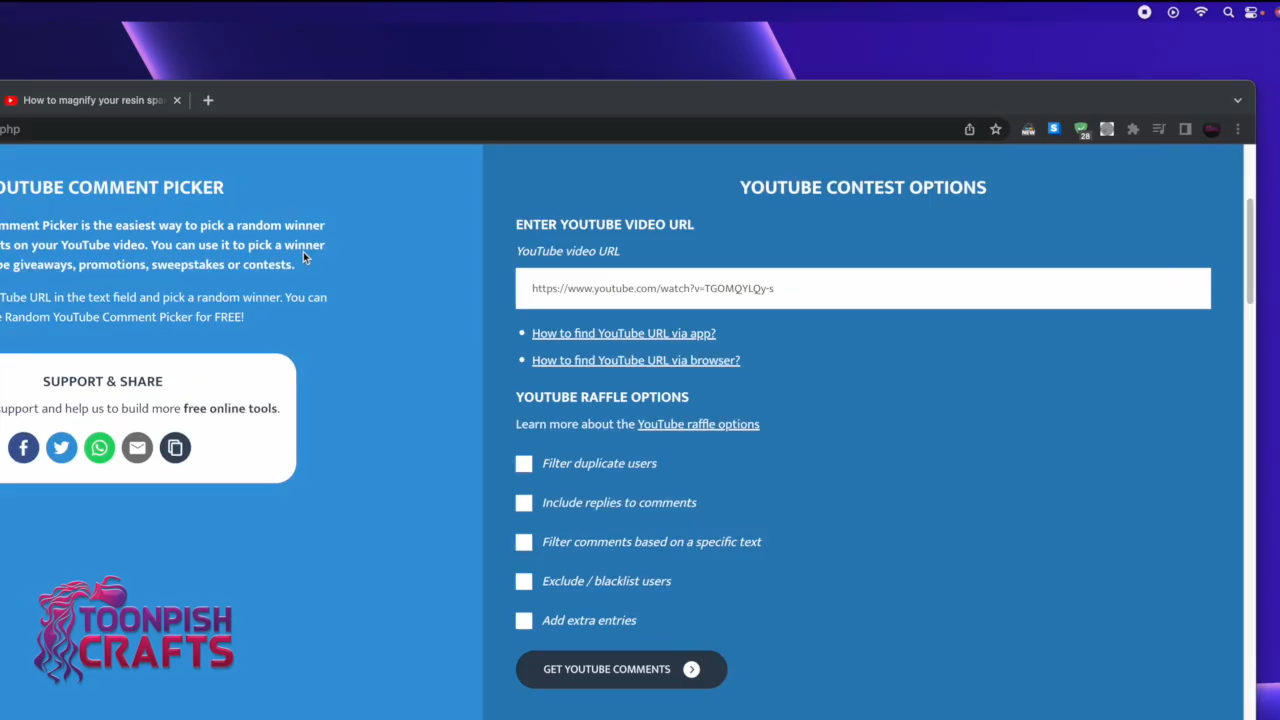 How to magnify your resin spa
php
NEW
S
28
OUTUBE COMMENT PICKER
mment Picker is the easiest way to pick a random winner
ts on your YouTube video. You can use it to pick a winner
be giveaways, promotions, sweepstakes or contests.
Tube URL in the text field and pick a random winner. You can
e Random YouTube Comment Picker for FREE!
SUPPORT & SHARE
upport and help us to build more free online tools.
TOONPISH
CRAFTS
YOUTUBE CONTEST OPTIONS
ENTER YOUTUBE VIDEO URL
YouTube video URL
https://www.youtube.com/watch?v=TGOMQYLQy-s
How to find YouTube URL via app?
How to find YouTube URL via browser?
YOUTUBE RAFFLE OPTIONS
Learn more about the YouTube raffle options
Filter duplicate users
Include replies to comments
Filter comments based on a specific text
Exclude / blacklist users
Add extra entries
GET YOUTUBE COMMENTS